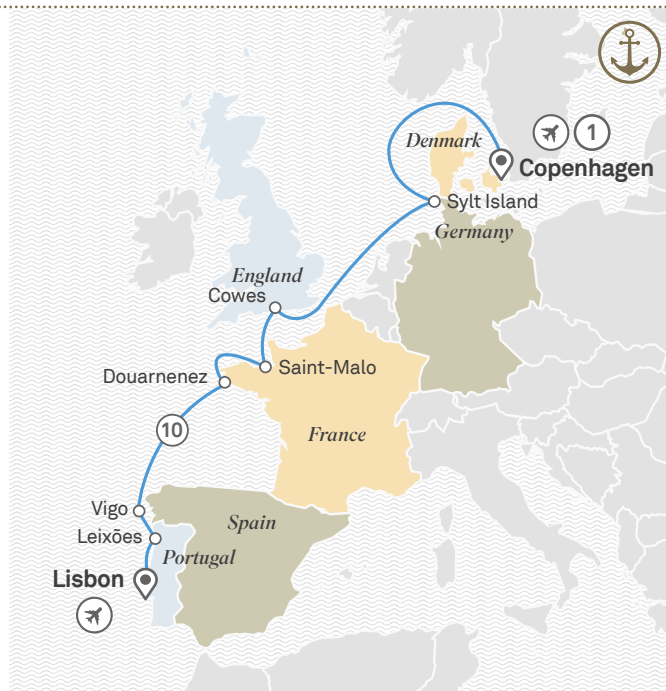 Denmark
1
Copenhagen
Sylt Island
Germany
England
Cowes
Saint-Malo
Douarnenez
10
France
Vigo
Spain
Leixões
Portugal
Lisbon